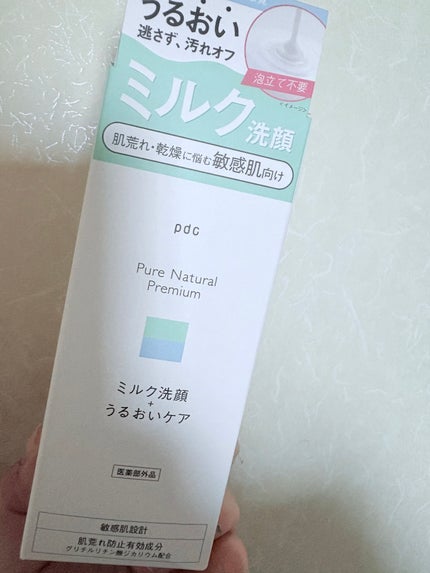 うるおい
逃さず、汚れオフ
泡立て不要
<イメージ>
ミルク洗顔
肌荒れ・乾燥に悩む敏感肌向け
pdc
Pure Natural
Premium
ミルク洗顔
+
うるおいケア
医薬部外品
敏感肌設計
肌荒れ防止有効成分
グリチルリチン酸ジカリウム配合